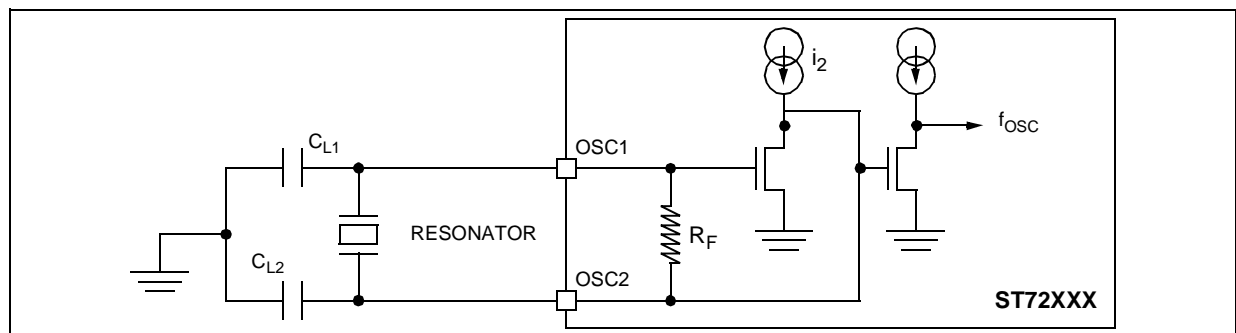 i2
fOSC
CL1
OSC1
RESONATOR
RF
CL2
OSC2
ST72XXX